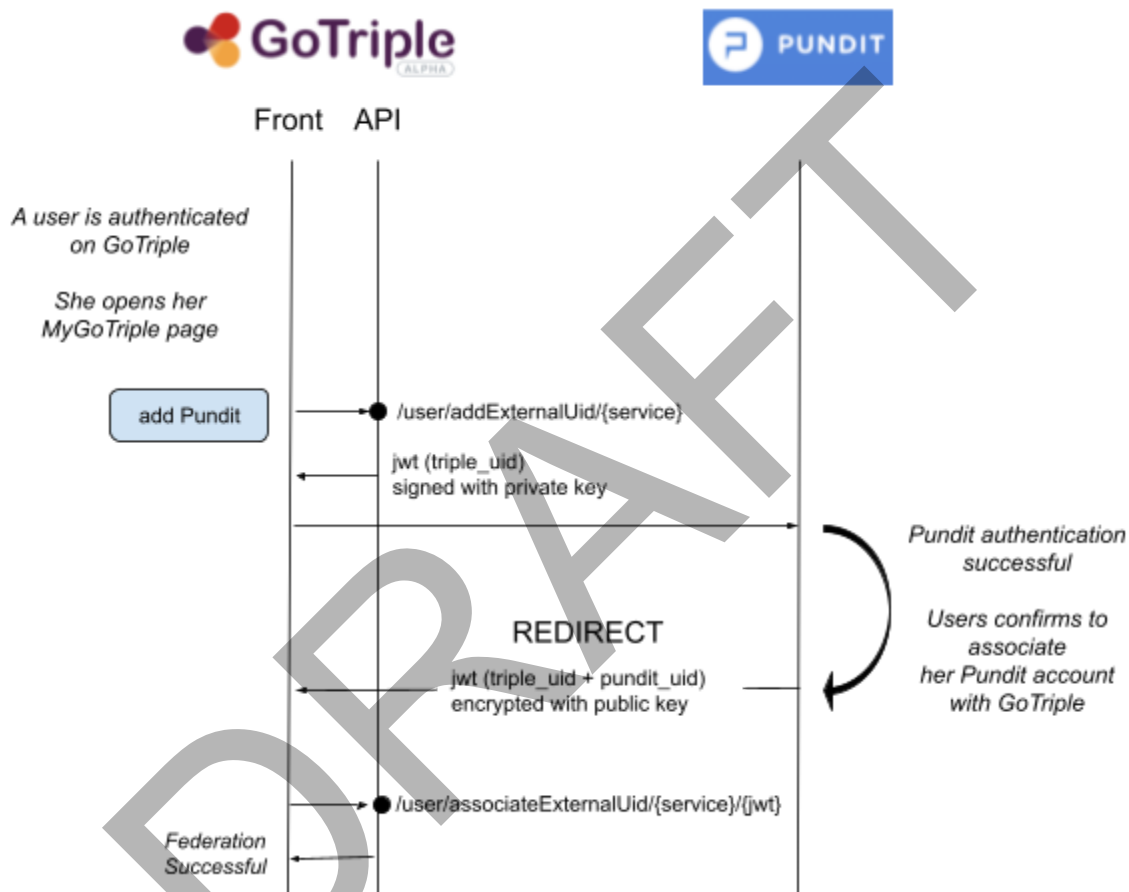 GoTriple
ALPHA
PUNDIT
Front API
A user is authenticated
on GoTriple
She opens her
MyGoTriple page
add Pundit
/user/addExternalUid/{service}
jwt (triple_uid)
signed with private key
Pundit authentication
successful
Users confirms to
associate
her Pundit account
with GoTriple
REDIRECT
jwt (triple_uid + pundit_uid)
encrypted with public key
/user/associateExternalUid/{service}/{jwt}
Federation
Successful
DRAFT